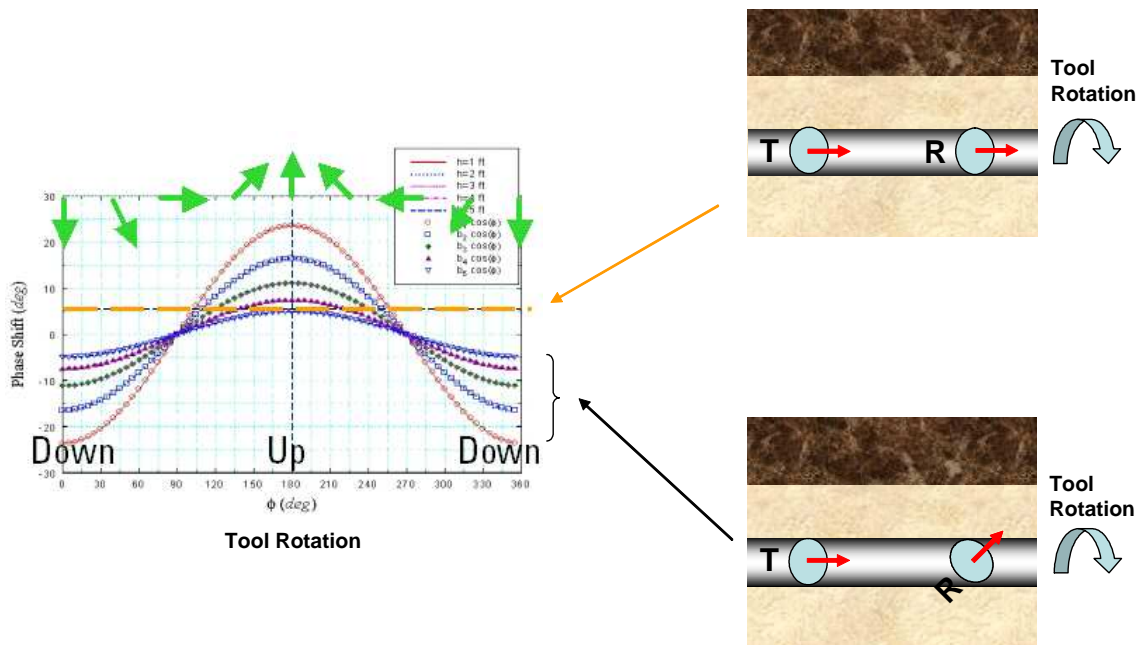 Tool
Rotation
T
R
h=1 ft
h=2 ft
h=3 ft
5 ft
cos(ϕ)
b₂ cos(ϕ)
b₃ cos(ϕ)
b₄ cos(ϕ)
b₅ cos(ϕ)
30
20
10
0
-10
-20
-30
Phase Shift (deg)
Down
Up
Down
0
30
60
90
120
150
180
210
240
270
300
330
360
ϕ (deg)
Tool Rotation
Tool
Rotation
T
R